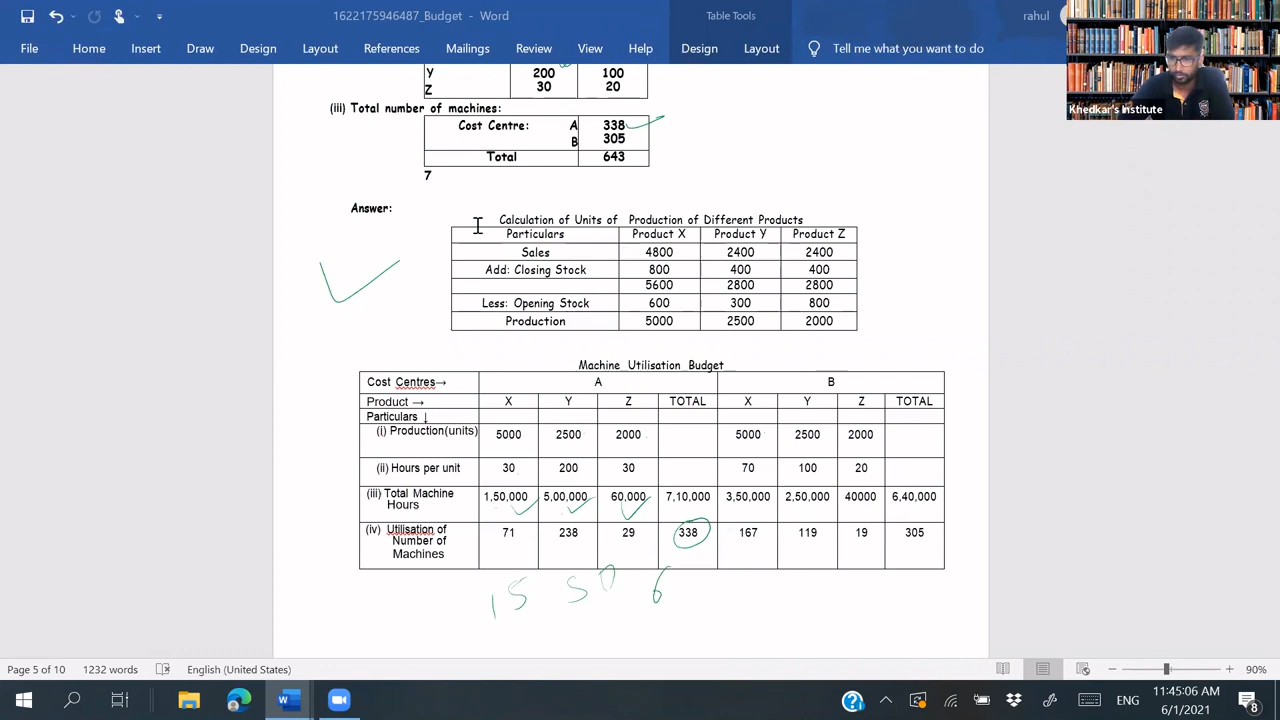 1622175946487_Budget - Word
Table Tools
rahul
File Home Insert Draw Design Layout References Mailings Review View Help Design Layout Tell me what you want to do
Khedkar's Institute
Y 200 100
Z 30 20
(iii) Total number of machines:
Cost Centre: A 338
B 305
Total 643
7
Answer:
Calculation of Units of Production of Different Products
Particulars Product X Product Y Product Z
Sales 4800 2400 2400
Add: Closing Stock 800 400 400
5600 2800 2800
Less: Opening Stock 600 300 800
Production 5000 2500 2000
Machine Utilisation Budget
Cost Centres→ A B
Product → X Y Z TOTAL X Y Z TOTAL
Particulars ↓
(i) Production(units) 5000 2500 2000 5000 2500 2000
(ii) Hours per unit 30 200 30 70 100 20
(iii) Total Machine Hours 1,50,000 5,00,000 60,000 7,10,000 3,50,000 2,50,000 40000 6,40,000
(iv) Utilisation of Number of Machines 71 238 29 338 167 119 19 305
15 50 6
Page 5 of 10 1232 words English (United States) 90%
ENG
11:45:06 AM
6/1/2021
8